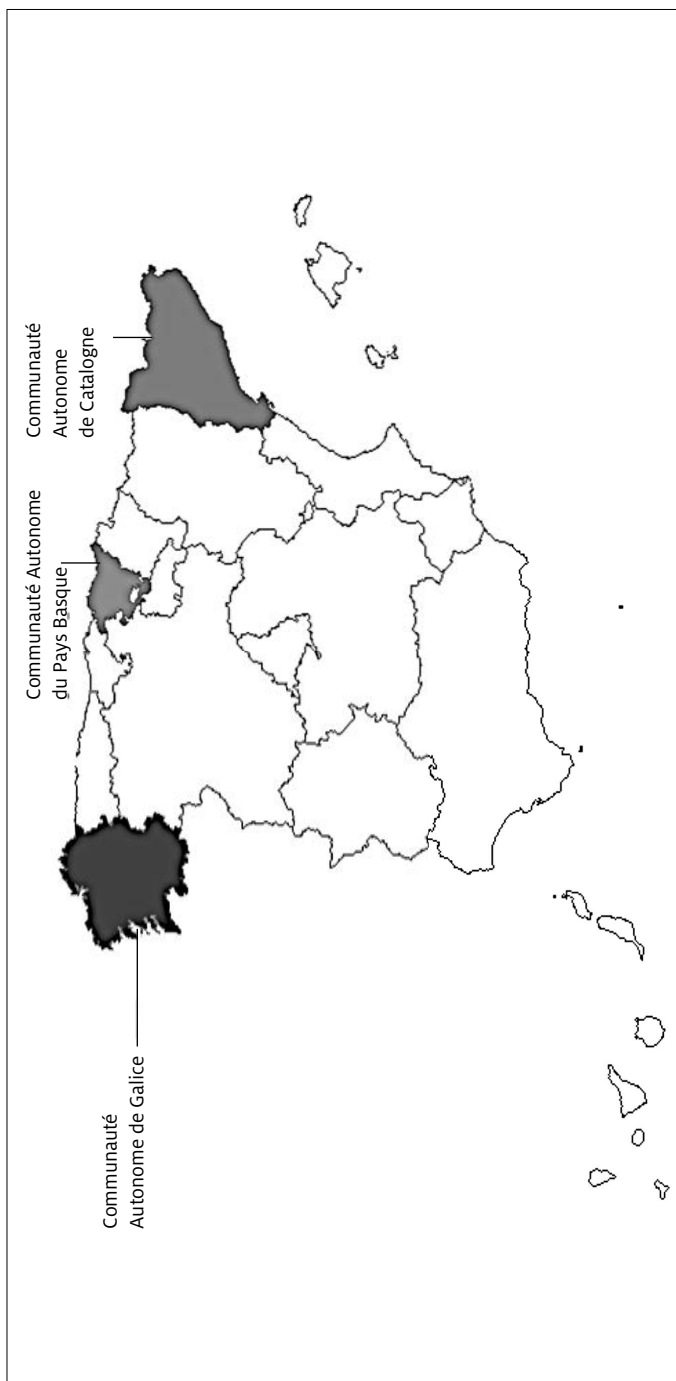 Communauté
Autonome de Galice
Communauté Autonome
du Pays Basque
Communauté
Autonome
de Catalogne